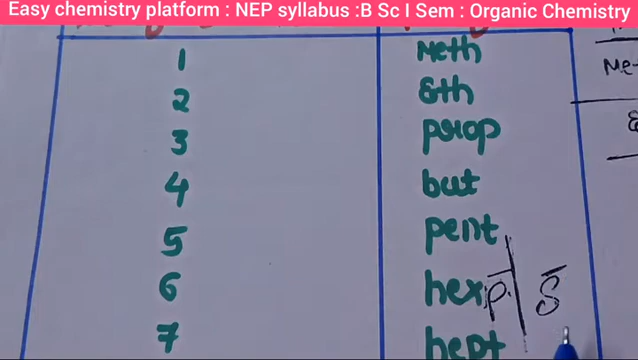 Easy chemistry platform : NEP syllabus :B Sc I Sem : Organic Chemistry
1 Meth
2 Eth
3 prop
4 but
5 pent
6 hex
7 hept
Met